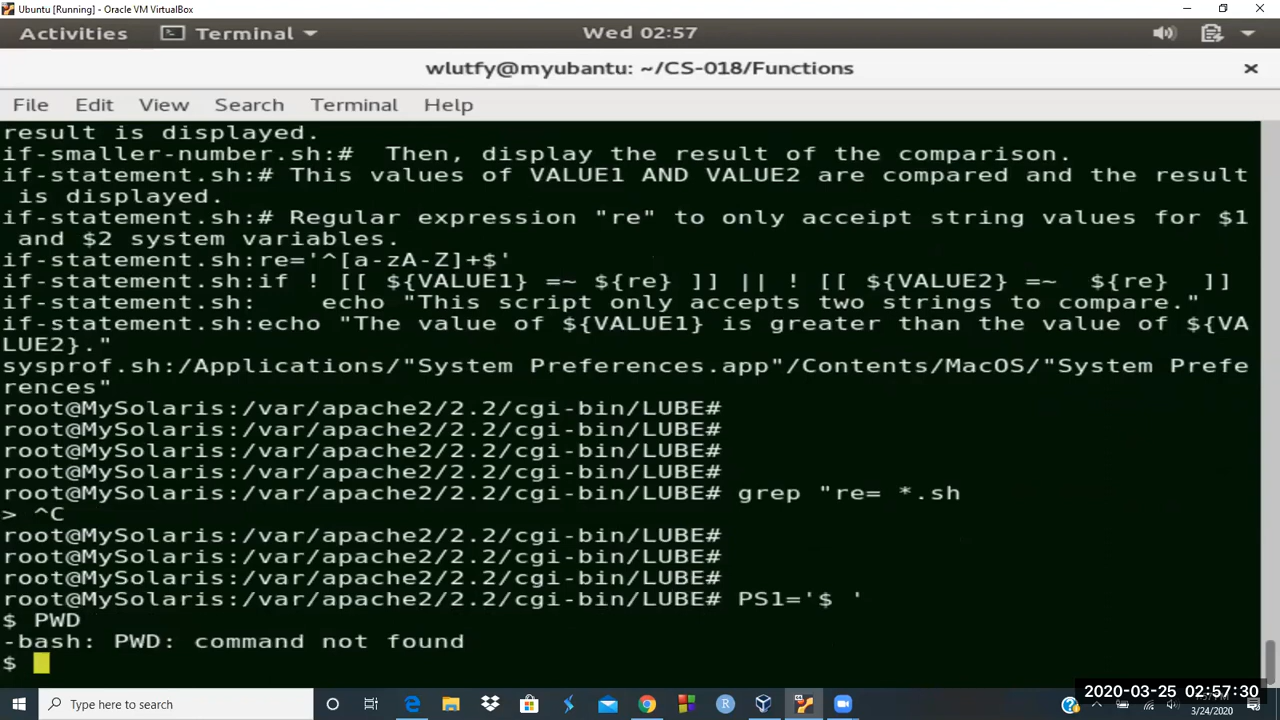 Ubuntu [Running] - Oracle VM VirtualBox
Activities Terminal Wed 02:57
wlutfy@myubantu: ~/CS-018/Functions
File Edit View Search Terminal Help
result is displayed.
if-smaller-number.sh:#  Then, display the result of the comparison.
if-statement.sh:# This values of VALUE1 AND VALUE2 are compared and the result
 is displayed.
if-statement.sh:# Regular expression "re" to only acceipt string values for $1
 and $2 system variables.
if-statement.sh:re='^[a-zA-Z]+$'
if-statement.sh:if ! [[ ${VALUE1} =~ ${re} ]] || ! [[ ${VALUE2} =~  ${re}  ]]
if-statement.sh:    echo "This script only accepts two strings to compare."
if-statement.sh:echo "The value of ${VALUE1} is greater than the value of ${VA
LUE2}."
sysprof.sh:/Applications/"System Preferences.app"/Contents/MacOS/"System Prefe
rences"
root@MySolaris:/var/apache2/2.2/cgi-bin/LUBE#
root@MySolaris:/var/apache2/2.2/cgi-bin/LUBE#
root@MySolaris:/var/apache2/2.2/cgi-bin/LUBE#
root@MySolaris:/var/apache2/2.2/cgi-bin/LUBE#
root@MySolaris:/var/apache2/2.2/cgi-bin/LUBE# grep "re= *.sh
> ^C
root@MySolaris:/var/apache2/2.2/cgi-bin/LUBE#
root@MySolaris:/var/apache2/2.2/cgi-bin/LUBE#
root@MySolaris:/var/apache2/2.2/cgi-bin/LUBE#
root@MySolaris:/var/apache2/2.2/cgi-bin/LUBE# PS1='$ '
$ PWD
-bash: PWD: command not found
$
Type here to search
2020-03-25 02:57:30
3/24/2020